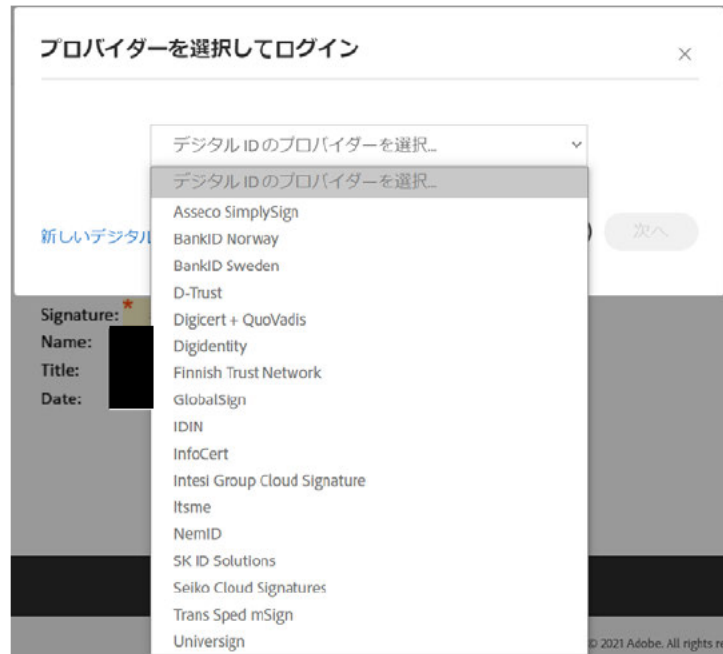 プロバイダーを選択してログイン
×
デジタル ID のプロバイダーを選択...
デジタル ID のプロバイダーを選択...
Asseco SimplySign
BankID Norway
BankID Sweden
D-Trust
Digicert + QuoVadis
Digidentity
Finnish Trust Network
GlobalSign
IDIN
InfoCert
Intesi Group Cloud Signature
Itsme
NemID
SK ID Solutions
Seiko Cloud Signatures
Trans Sped mSign
Universign
新しいデジタル
) 次へ
Signature: *
Name:
Title:
Date:
© 2021 Adobe. All rights re